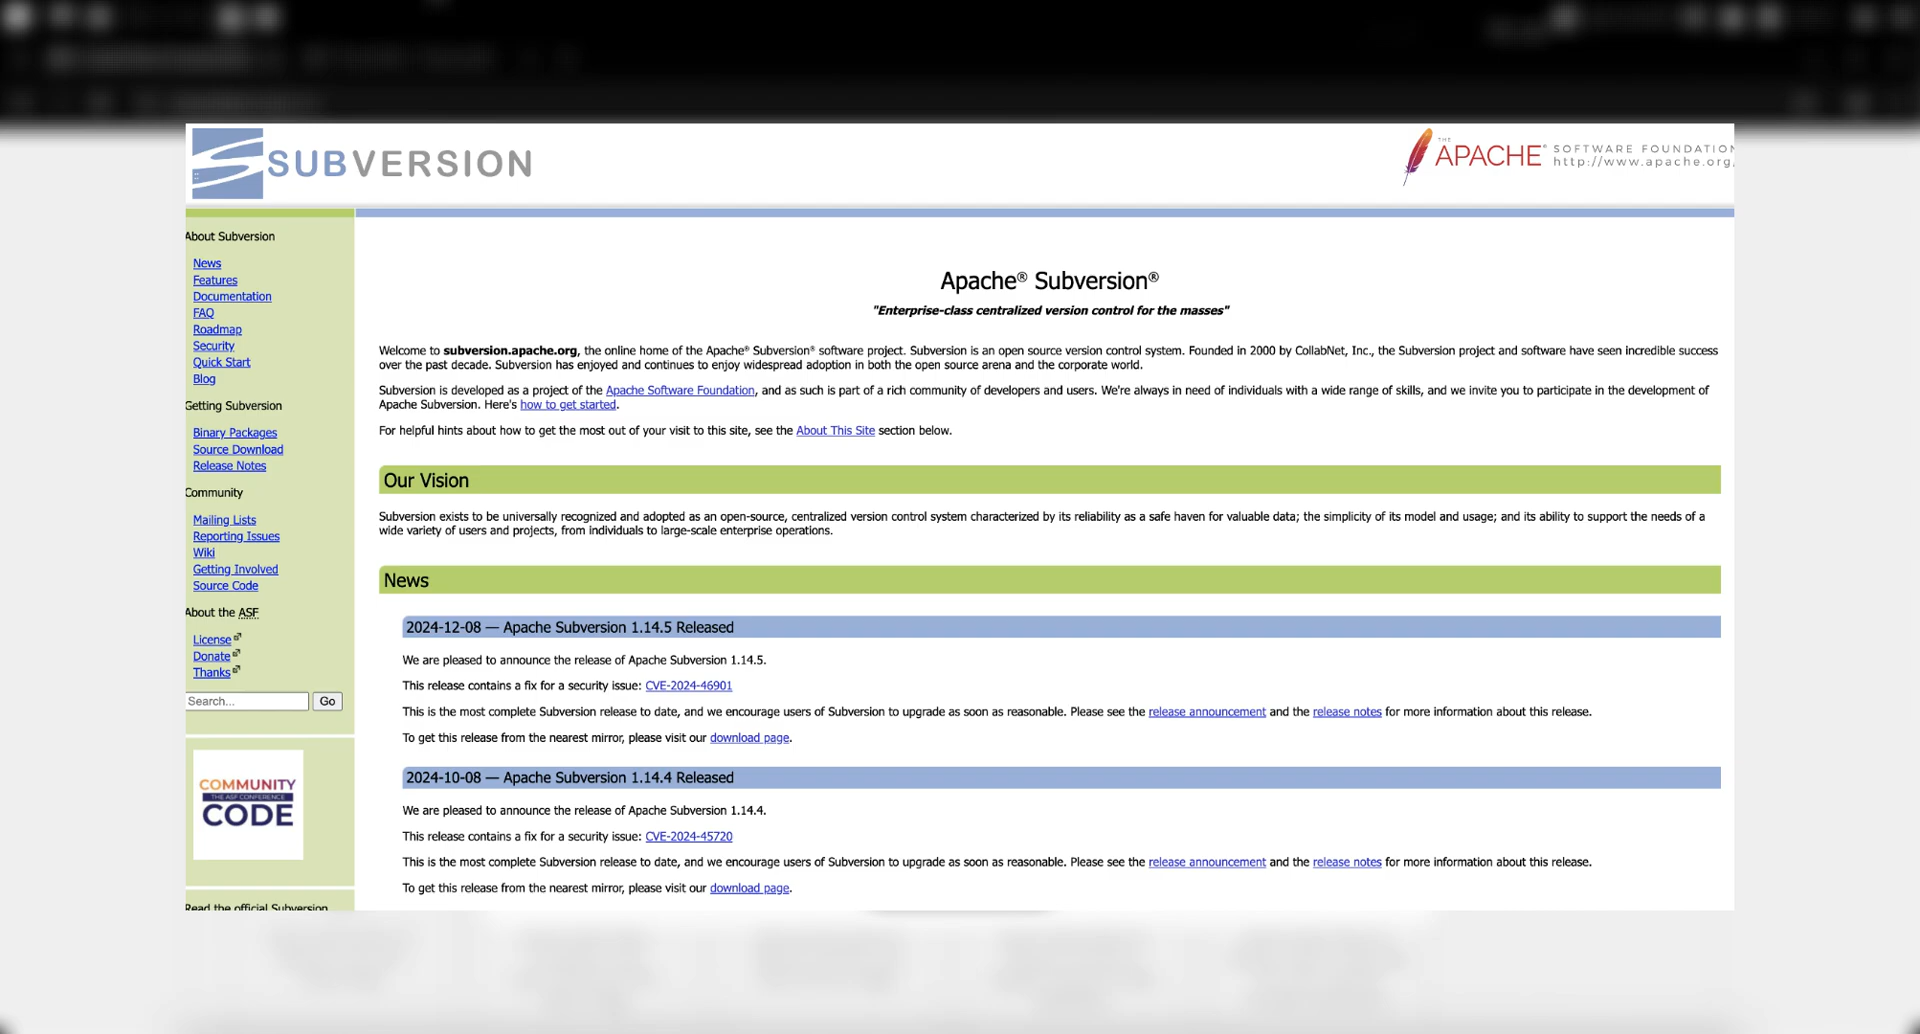 SUBVERSION
THE APACHE® SOFTWARE FOUNDATION
http://www.apache.org/
About Subversion
News
Features
Documentation
FAQ
Roadmap
Security
Quick Start
Blog
Getting Subversion
Binary Packages
Source Download
Release Notes
Community
Mailing Lists
Reporting Issues
Wiki
Getting Involved
Source Code
About the ASF
License
Donate
Thanks
Search...
Go
COMMUNITY
THE ASF CONFERENCE
CODE
Read the official Subversion
Apache® Subversion®
"Enterprise-class centralized version control for the masses"
Welcome to subversion.apache.org, the online home of the Apache® Subversion® software project. Subversion is an open source version control system. Founded in 2000 by CollabNet, Inc., the Subversion project and software have seen incredible success
over the past decade. Subversion has enjoyed and continues to enjoy widespread adoption in both the open source arena and the corporate world.
Subversion is developed as a project of the Apache Software Foundation, and as such is part of a rich community of developers and users. We're always in need of individuals with a wide range of skills, and we invite you to participate in the development of
Apache Subversion. Here's how to get started.
For helpful hints about how to get the most out of your visit to this site, see the About This Site section below.
Our Vision
Subversion exists to be universally recognized and adopted as an open-source, centralized version control system characterized by its reliability as a safe haven for valuable data; the simplicity of its model and usage; and its ability to support the needs of a
wide variety of users and projects, from individuals to large-scale enterprise operations.
News
2024-12-08 — Apache Subversion 1.14.5 Released
We are pleased to announce the release of Apache Subversion 1.14.5.
This release contains a fix for a security issue: CVE-2024-46901
This is the most complete Subversion release to date, and we encourage users of Subversion to upgrade as soon as reasonable. Please see the release announcement and the release notes for more information about this release.
To get this release from the nearest mirror, please visit our download page.
2024-10-08 — Apache Subversion 1.14.4 Released
We are pleased to announce the release of Apache Subversion 1.14.4.
This release contains a fix for a security issue: CVE-2024-45720
This is the most complete Subversion release to date, and we encourage users of Subversion to upgrade as soon as reasonable. Please see the release announcement and the release notes for more information about this release.
To get this release from the nearest mirror, please visit our download page.